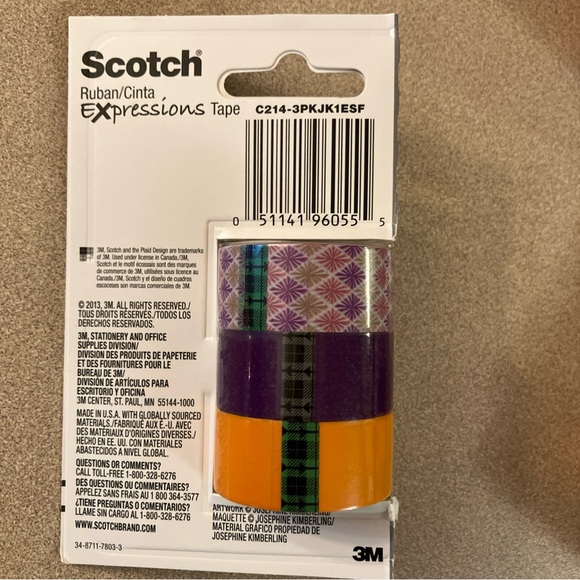 Scotch®
Ruban/Cinta
Expressions Tape
C214-3PKJK1ESF
0 51141 96055 5
3M, Scotch and the Plaid Design are trademarks
of 3M. Used under license in Canada./3M,
Scotch et le motif écossais sont des marques
de commerce de 3M, utilisées sous licence au
Canada./3M, Scotch y el diseño de cuadros
escoceses son marcas comerciales de 3M.
© 2013, 3M. ALL RIGHTS RESERVED./
TOUS DROITS RÉSERVÉS./TODOS LOS
DERECHOS RESERVADOS.
3M, STATIONERY AND OFFICE
SUPPLIES DIVISION/
DIVISION DES PRODUITS DE PAPETERIE
ET DES FOURNITURES POUR LE
BUREAU DE 3M/
DIVISIÓN DE ARTÍCULOS PARA
ESCRITORIO Y OFICINA
3M CENTER, ST. PAUL, MN 55144-1000
MADE IN U.S.A. WITH GLOBALLY SOURCED
MATERIALS./FABRIQUÉ AUX É.-U. AVEC
DES MATÉRIAUX D'ORIGINES DIVERSES./
HECHO EN EE. UU. CON MATERIALES
ABASTECIDOS A NIVEL GLOBAL.
QUESTIONS OR COMMENTS?
CALL TOLL-FREE 1-800-328-6276
DES QUESTIONS OU COMMENTAIRES?
APPELEZ SANS FRAIS AU 1 800 364-3577
¿TIENE PREGUNTAS O COMENTARIOS?
LLAME SIN CARGO AL 1-800-328-6276
WWW.SCOTCHBRAND.COM
34-8711-7803-3
ARTWORK © JOSEPHINE KIMBERLING/
MAQUETTE © JOSEPHINE KIMBERLING/
MATERIAL GRÁFICO PROPIEDAD DE
JOSEPHINE KIMBERLING
3M